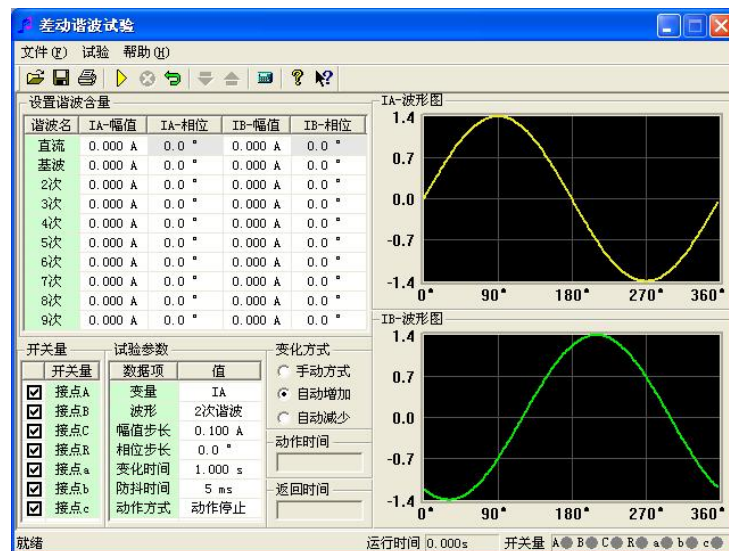 差动谐波试验
文件(F) 试验 帮助(H)
设置谐波含量
谐波名 IA-幅值 IA-相位 IB-幅值 IB-相位
直流 0.000 A 0.0 ° 0.000 A 0.0 °
基波 0.000 A 0.0 ° 0.000 A 0.0 °
2次 0.000 A 0.0 ° 0.000 A 0.0 °
3次 0.000 A 0.0 ° 0.000 A 0.0 °
4次 0.000 A 0.0 ° 0.000 A 0.0 °
5次 0.000 A 0.0 ° 0.000 A 0.0 °
6次 0.000 A 0.0 ° 0.000 A 0.0 °
7次 0.000 A 0.0 ° 0.000 A 0.0 °
8次 0.000 A 0.0 ° 0.000 A 0.0 °
9次 0.000 A 0.0 ° 0.000 A 0.0 °
IA-波形图
1.4
0.7
0.0
-0.7
-1.4
0° 90° 180° 270° 360°
IB-波形图
1.4
0.7
0.0
-0.7
-1.4
0° 90° 180° 270° 360°
开关量
开关量
接点A
接点B
接点C
接点R
接点a
接点b
接点c
试验参数
数据项 值
变量 IA
波形 2次谐波
幅值步长 0.100 A
相位步长 0.0 °
变化时间 1.000 s
防抖时间 5 ms
动作方式 动作停止
变化方式
手动方式
自动增加
自动减少
动作时间
返回时间
就绪 运行时间 0.000s 开关量 A B C R a b c